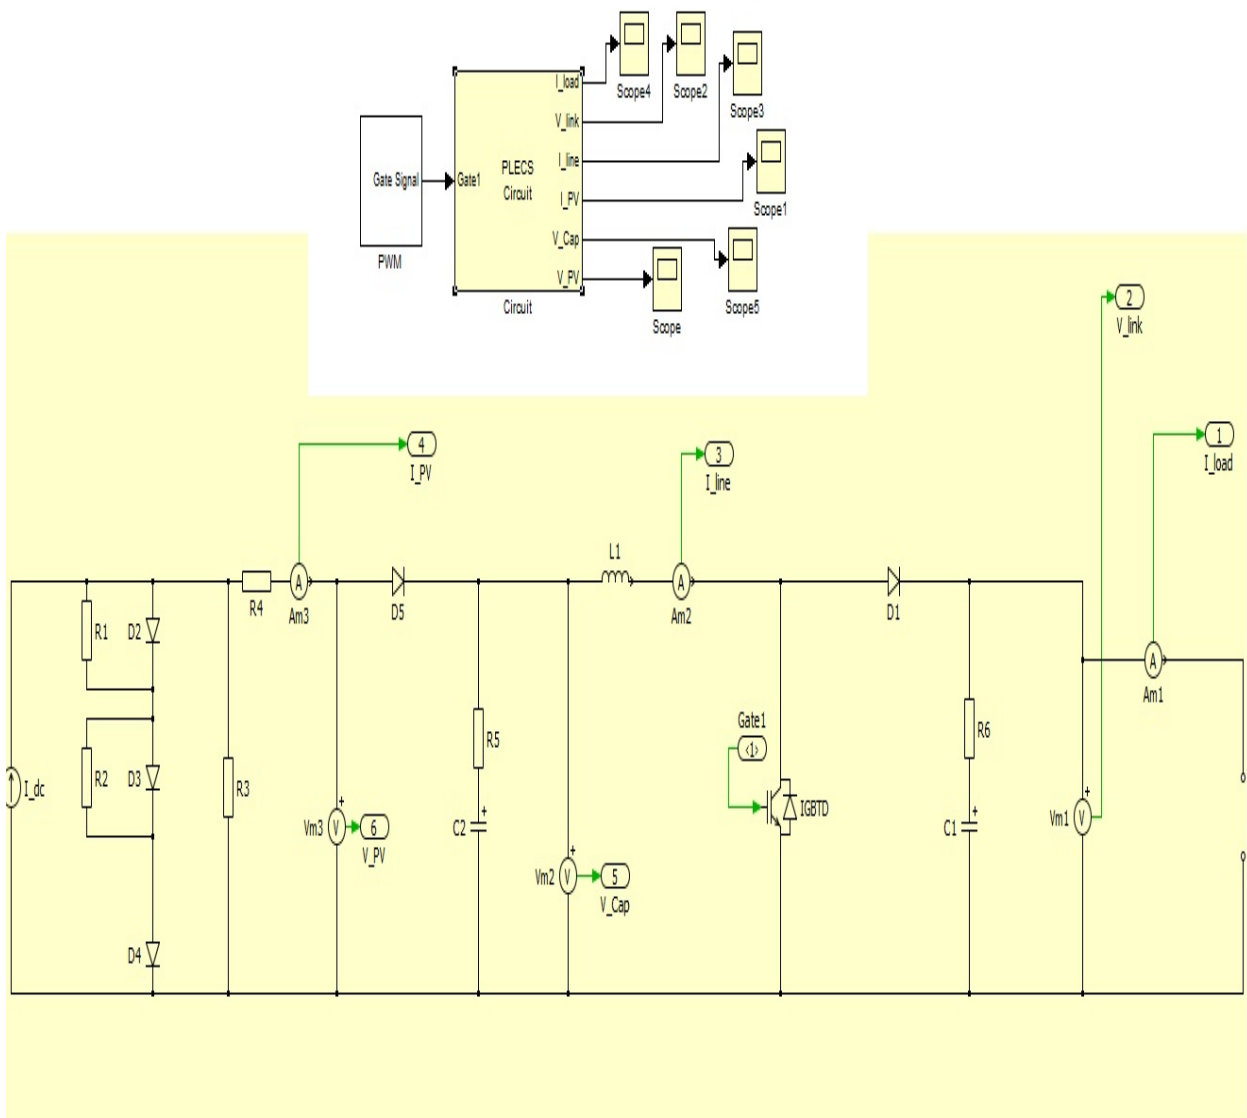 I_load
Scope4
Scope2
Scope3
V_link
I_line
PLECS
Circuit
Gate Signal
Gate1
I_PV
Scope1
V_Cap
PWM
V_PV
Circuit
Scope
Scope5
2
V_link
4
I_PV
3
I_line
1
I_load
L1
A
R4
Am3
D5
A
Am2
D1
R1
D2
A
Am1
Gate1
<1>
R5
R6
I_dc
R2
D3
R3
IGBTD
+
Vm3
V
6
V_PV
+
C2
+
C1
+
Vm1
V
+
Vm2
V
5
V_Cap
D4